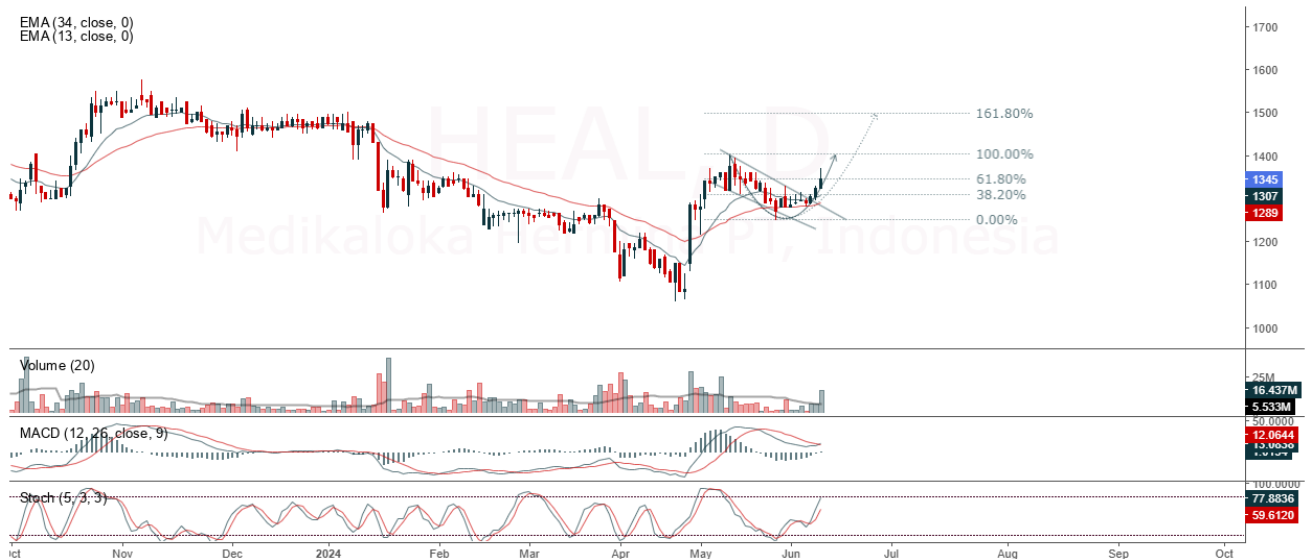 EMA (34, close, 0)
EMA (13, close, 0)
HEAL, D
Medikaloka Hermina PT, Indonesia
1700
1600
1500
1400
1345
1307
1289
1200
1100
1000
161.80%
100.00%
61.80%
38.20%
0.00%
Volume (20)
25M
16.437M
5.533M
MACD (12, 26, close, 9)
50.0000
12.0644
Stoch (5, 3, 3)
100.0000
77.8836
59.6120
Nov
Dec
2024
Feb
Mar
Apr
May
Jun
Jul
Aug
Sep
Oct